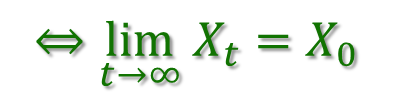 ⇔ lim_{t→∞} X_t = X_0